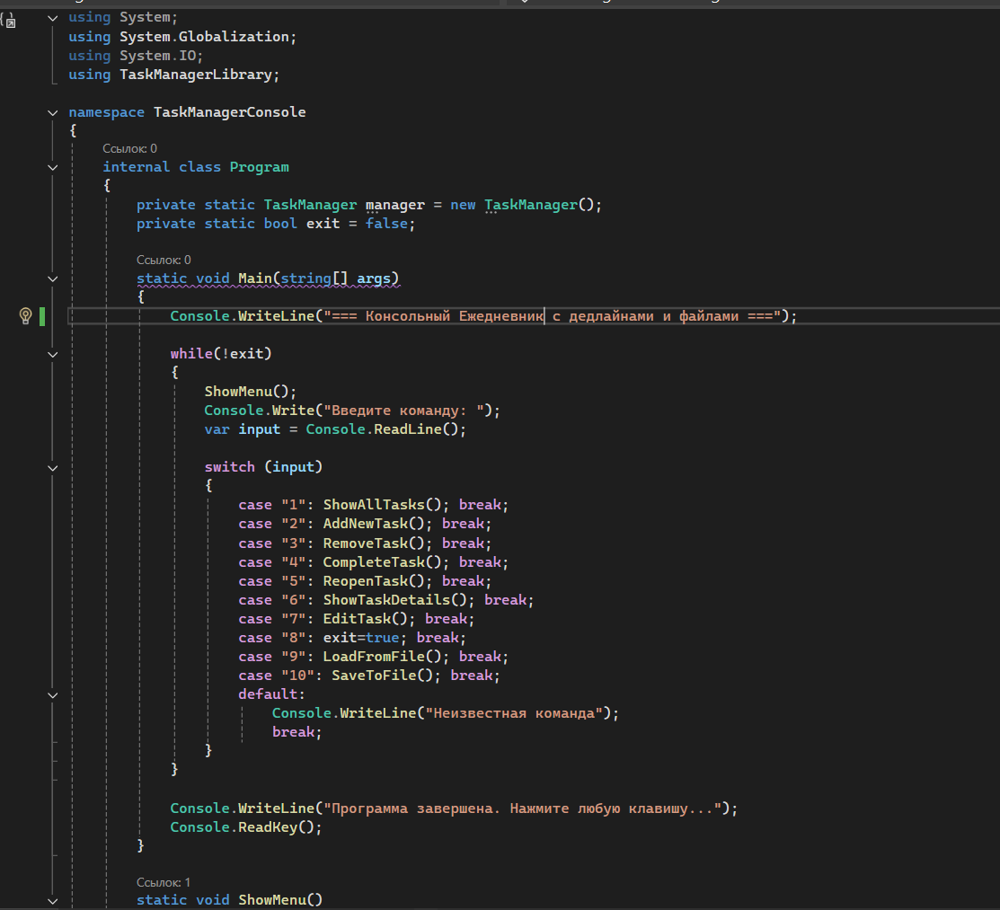 using System;
using System.Globalization;
using System.IO;
using TaskManagerLibrary;
namespace TaskManagerConsole
{
Ссылок: 0
internal class Program
{
private static TaskManager manager = new TaskManager();
private static bool exit = false;
Ссылок: 0
static void Main(string[] args)
{
Console.WriteLine("=== Консольный Ежедневник с дедлайнами и файлами ===");
while(!exit)
{
ShowMenu();
Console.Write("Введите команду: ");
var input = Console.ReadLine();
switch (input)
{
case "1": ShowAllTasks(); break;
case "2": AddNewTask(); break;
case "3": RemoveTask(); break;
case "4": CompleteTask(); break;
case "5": ReopenTask(); break;
case "6": ShowTaskDetails(); break;
case "7": EditTask(); break;
case "8": exit=true; break;
case "9": LoadFromFile(); break;
case "10": SaveToFile(); break;
default:
Console.WriteLine("Неизвестная команда");
break;
}
}
Console.WriteLine("Программа завершена. Нажмите любую клавишу...");
Console.ReadKey();
}
Ссылок: 1
static void ShowMenu()